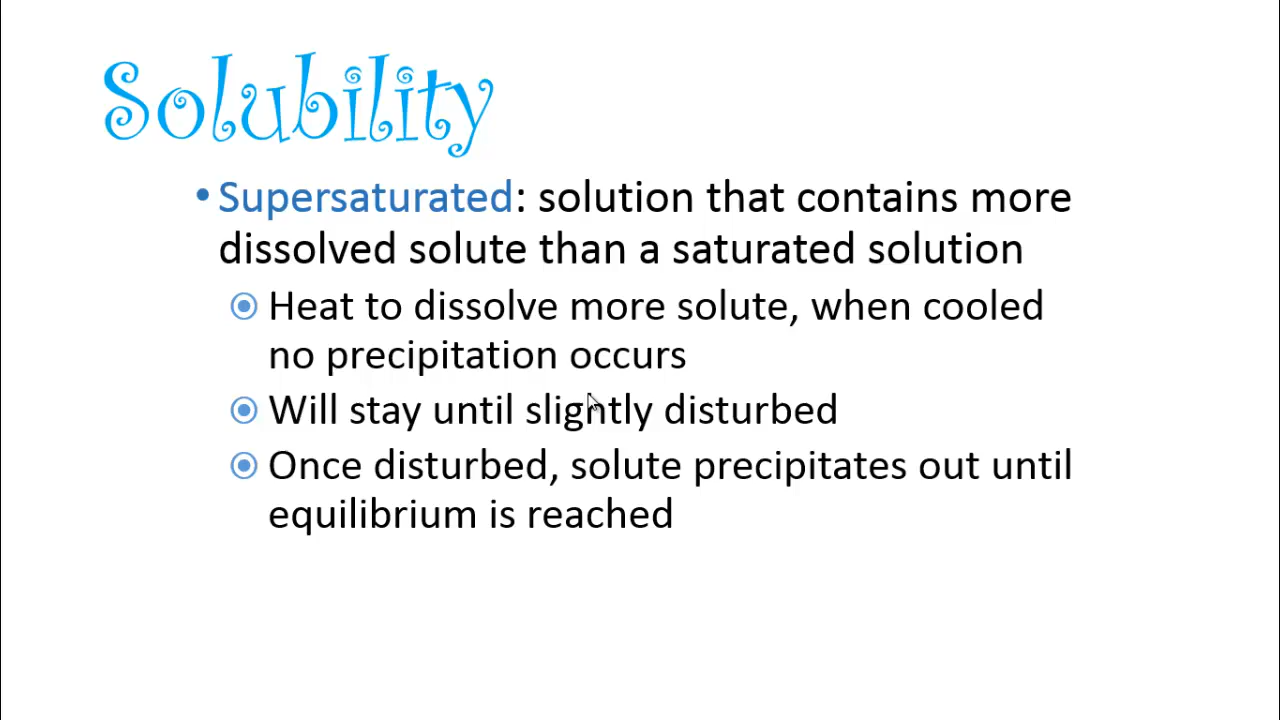 Solubility
• Supersaturated: solution that contains more
dissolved solute than a saturated solution
Heat to dissolve more solute, when cooled
no precipitation occurs
Will stay until slightly disturbed
Once disturbed, solute precipitates out until
equilibrium is reached